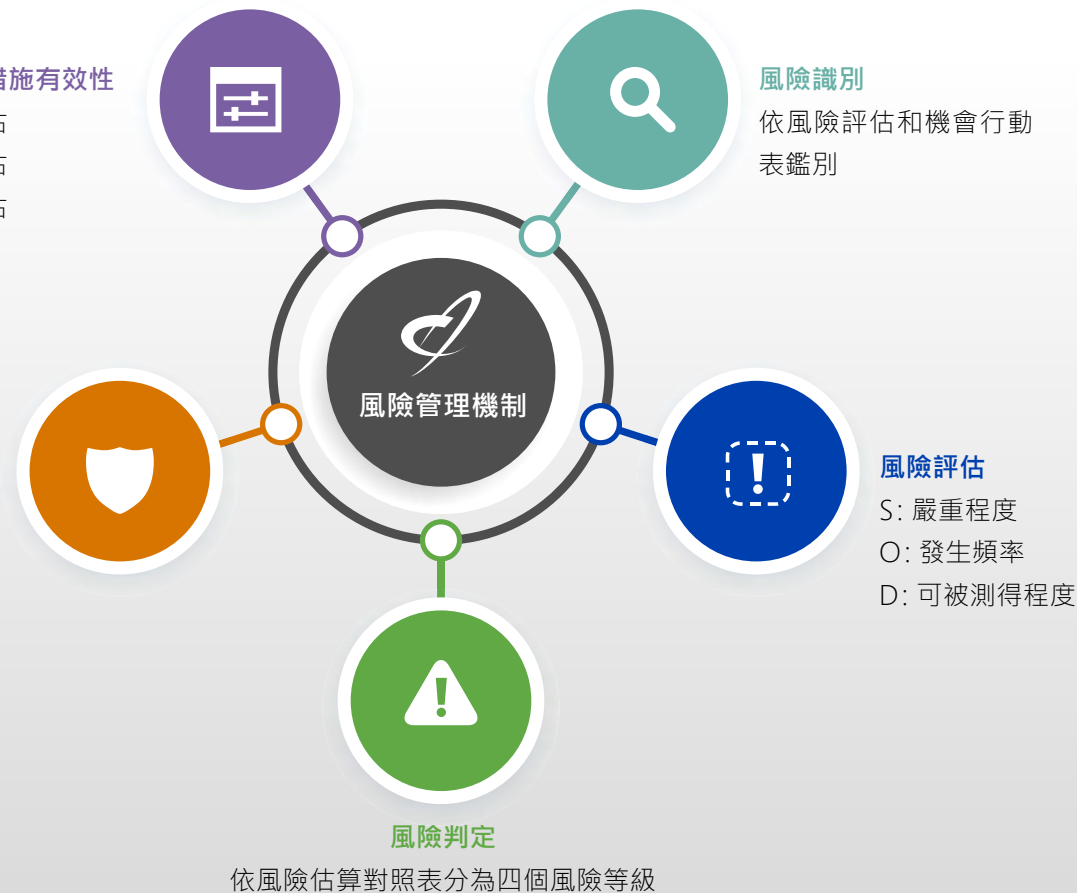 措施有效性
估
估
估
風險識別
依風險評估和機會行動
表鑑別
風險管理機制
風險評估
S: 嚴重程度
O: 發生頻率
D: 可被測得程度
風險判定
依風險估算對照表分為四個風險等級